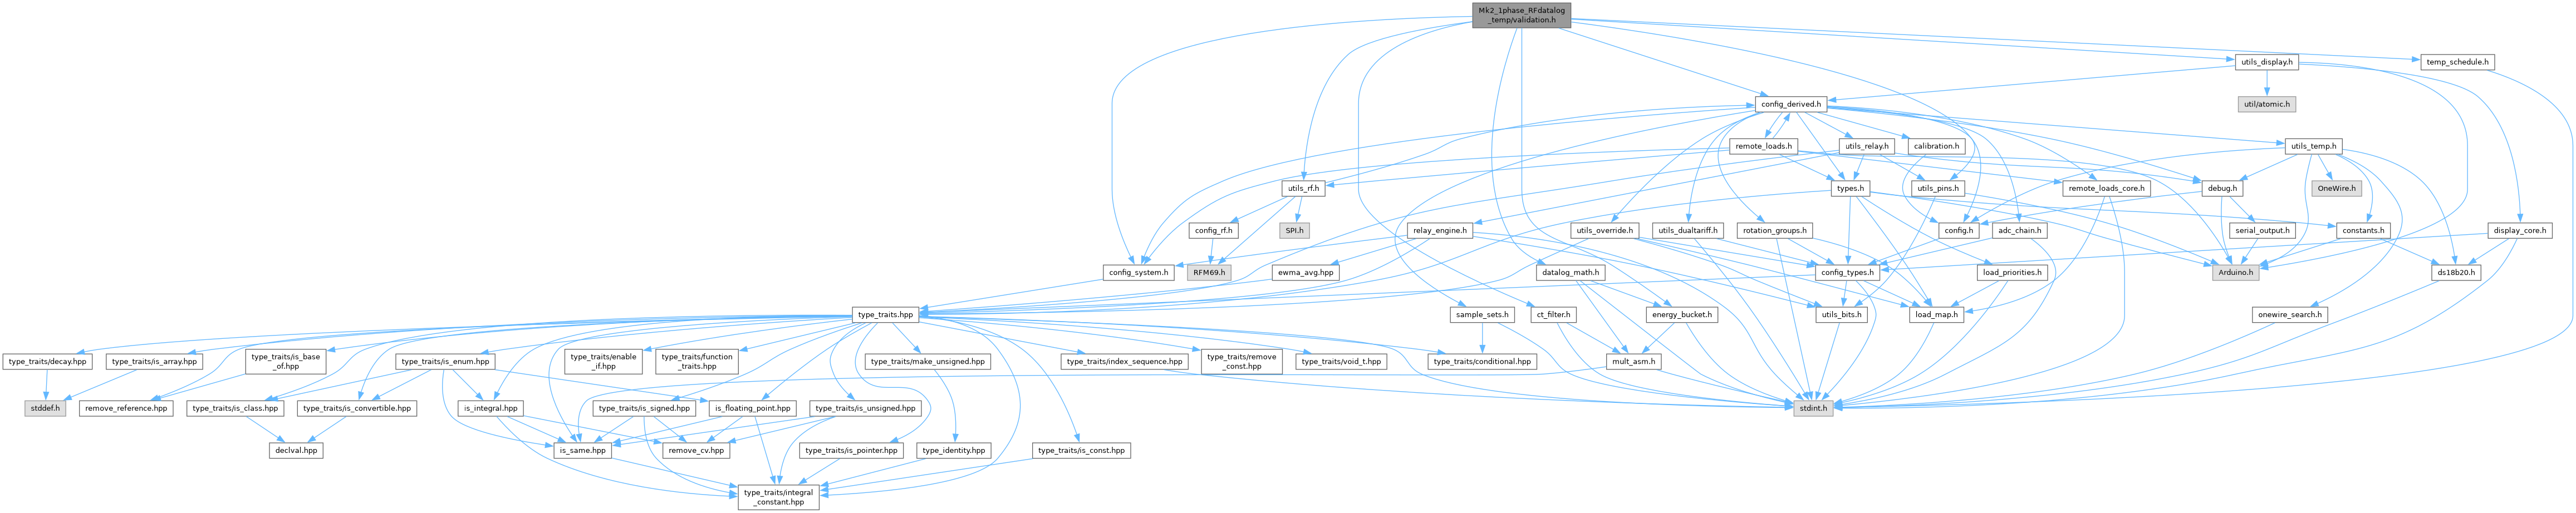 Mk2_1phase_RFdatalog
_temp/validation.h
utils_display.h
temp_schedule.h
config_derived.h
util/atomic.h
remote_loads.h
utils_relay.h
calibration.h
utils_temp.h
utils_rf.h
types.h
utils_pins.h
remote_loads_core.h
debug.h
OneWire.h
config_rf.h
SPI.h
relay_engine.h
utils_override.h
utils_dualtariff.h
rotation_groups.h
config.h
adc_chain.h
serial_output.h
constants.h
display_core.h
config_system.h
RFM69.h
ewma_avg.hpp
datalog_math.h
config_types.h
load_priorities.h
Arduino.h
ds18b20.h
type_traits.hpp
sample_sets.h
ct_filter.h
energy_bucket.h
utils_bits.h
load_map.h
onewire_search.h
type_traits/decay.hpp
type_traits/is_array.hpp
type_traits/is_base
_of.hpp
type_traits/is_enum.hpp
type_traits/enable
_if.hpp
type_traits/function
_traits.hpp
type_traits/make_unsigned.hpp
type_traits/index_sequence.hpp
type_traits/remove
_const.hpp
type_traits/void_t.hpp
type_traits/conditional.hpp
mult_asm.h
stddef.h
remove_reference.hpp
type_traits/is_class.hpp
type_traits/is_convertible.hpp
is_integral.hpp
type_traits/is_signed.hpp
is_floating_point.hpp
type_traits/is_unsigned.hpp
stdint.h
declval.hpp
is_same.hpp
remove_cv.hpp
type_traits/is_pointer.hpp
type_identity.hpp
type_traits/is_const.hpp
type_traits/integral
_constant.hpp